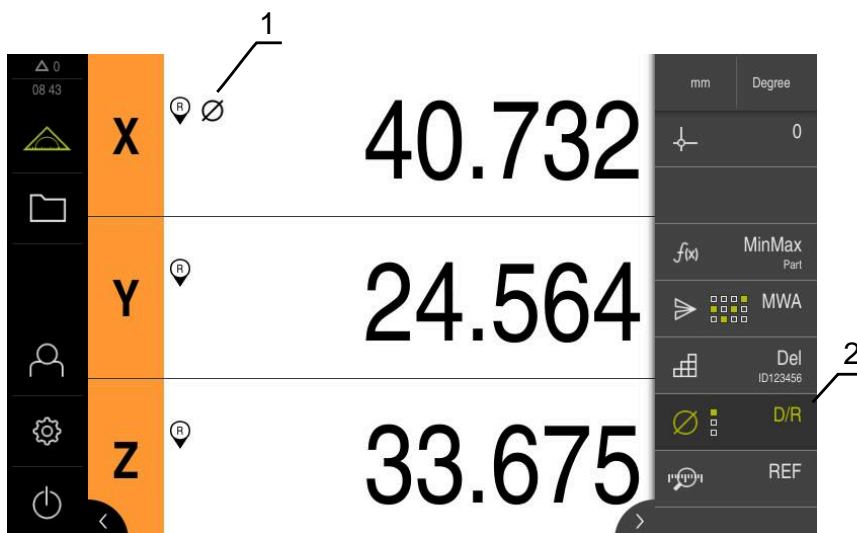 1
0
08 43
mm Degree
X R 40.732
0
MinMax
Part
f(x)
Y R 24.564
MWA
Del
ID123456
2
D/R
Z R 33.675
REF